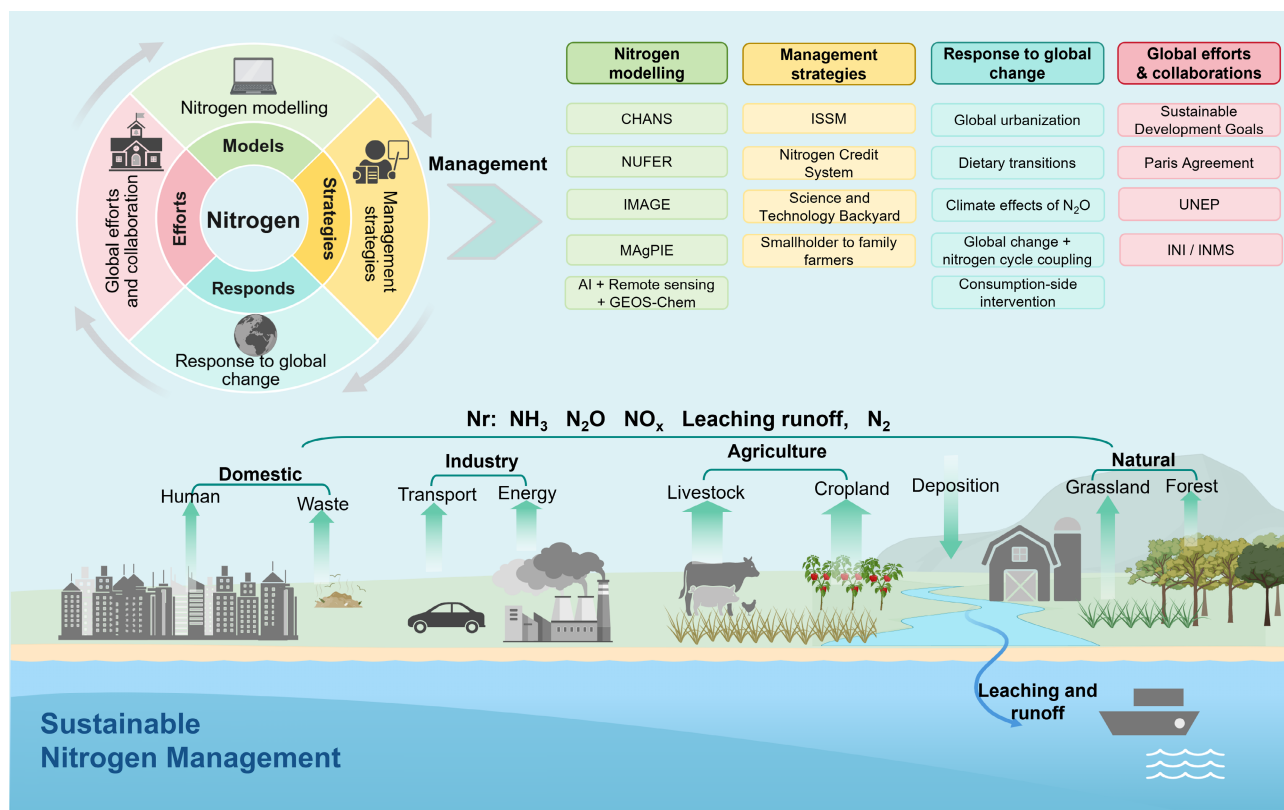 Nitrogen modelling
Models
Global efforts
and collaboration
Efforts
Nitrogen
Strategies
Management
strategies
Responds
Response to global
change
Management
Nitrogen
modelling
CHANS
NUFER
IMAGE
MAgPIE
AI + Remote sensing
+ GEOS-Chem
Management
strategies
ISSM
Nitrogen Credit
System
Science and
Technology Backyard
Smallholder to family
farmers
Response to global
change
Global urbanization
Dietary transitions
Climate effects of N₂O
Global change +
nitrogen cycle coupling
Consumption-side
intervention
Global efforts
& collaborations
Sustainable
Development Goals
Paris Agreement
UNEP
INI / INMS
Nr: NH₃ N₂O NOₓ Leaching runoff, N₂
Domestic
Human
Waste
Industry
Transport
Energy
Agriculture
Livestock
Cropland
Deposition
Natural
Grassland
Forest
Leaching and
runoff
Sustainable
Nitrogen Management